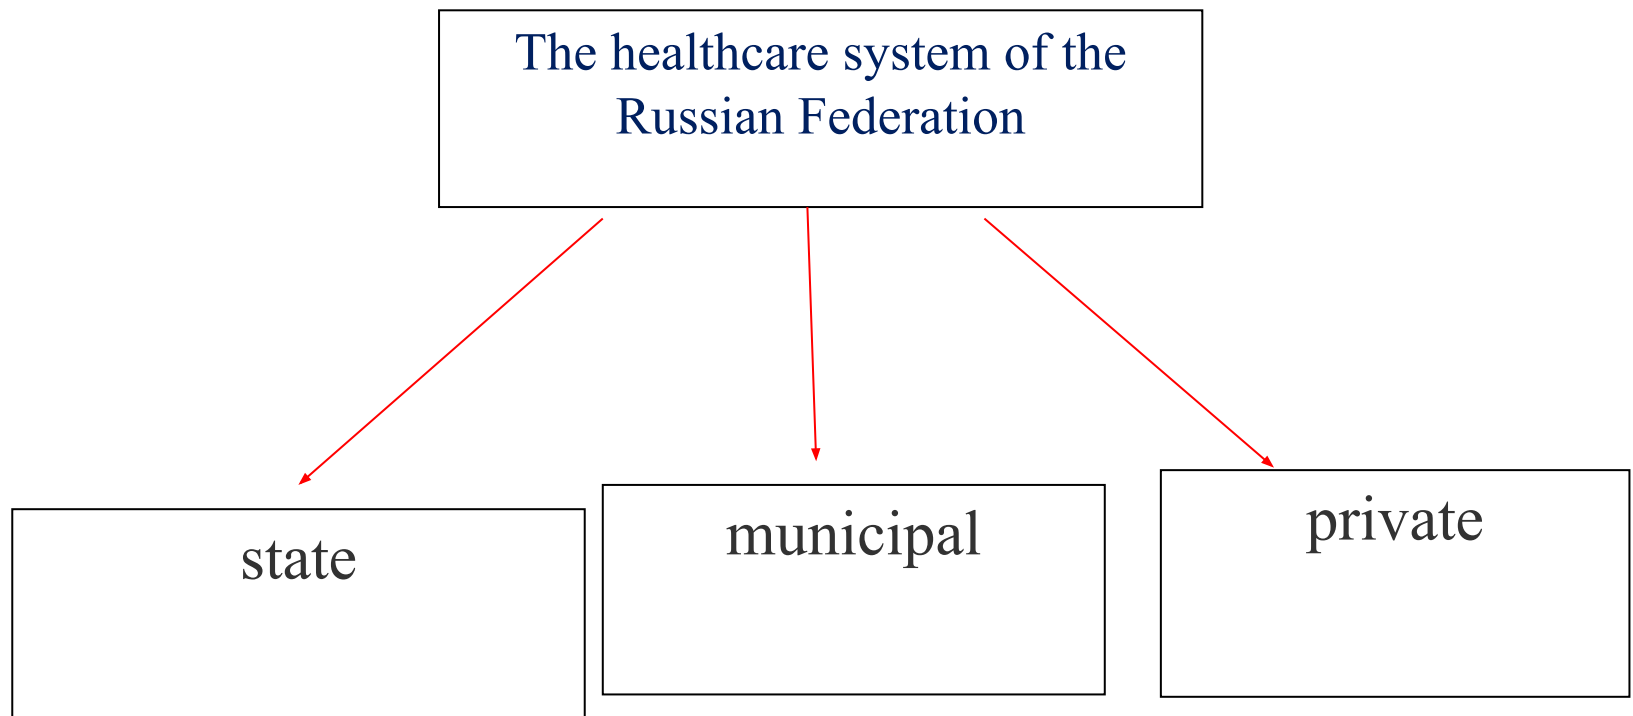 The healthcare system of the
Russian Federation
state
municipal
private